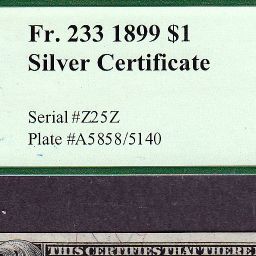 Fr. 233 1899 $1
Silver Certificate
Serial #Z25Z
Plate #A5858/5140
THIS CERTIFIES THAT THERE